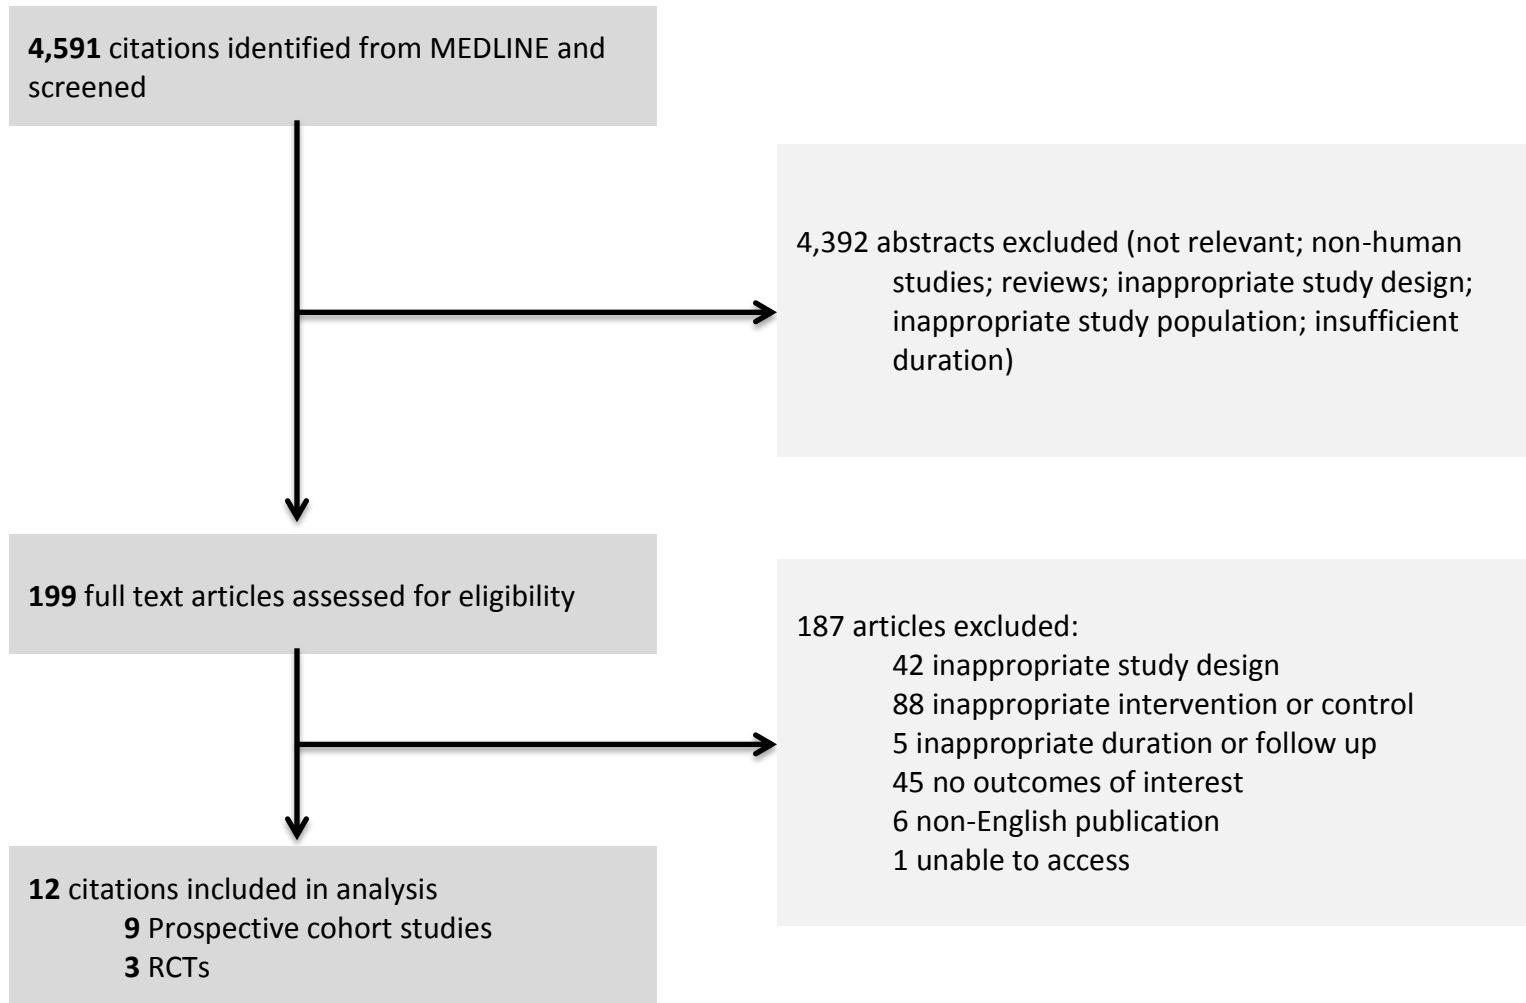 4,591 citations identified from MEDLINE and
screened
4,392 abstracts excluded (not relevant; non-human
studies; reviews; inappropriate study design;
inappropriate study population; insufficient
duration)
199 full text articles assessed for eligibility
187 articles excluded:
42 inappropriate study design
88 inappropriate intervention or control
5 inappropriate duration or follow up
45 no outcomes of interest
6 non-English publication
1 unable to access
12 citations included in analysis
9 Prospective cohort studies
3 RCTs